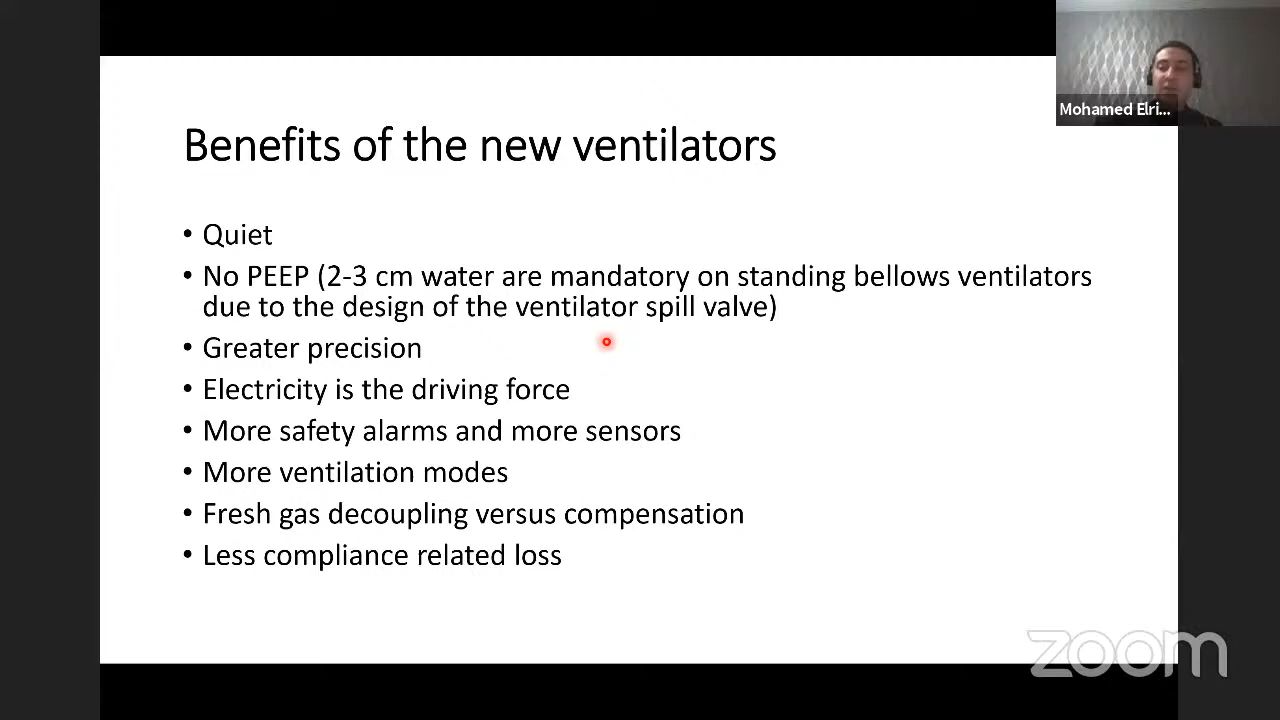 Mohamed Elri...
Benefits of the new ventilators
• Quiet
• No PEEP (2-3 cm water are mandatory on standing bellows ventilators
due to the design of the ventilator spill valve)
• Greater precision
• Electricity is the driving force
• More safety alarms and more sensors
• More ventilation modes
• Fresh gas decoupling versus compensation
• Less compliance related loss
zoom